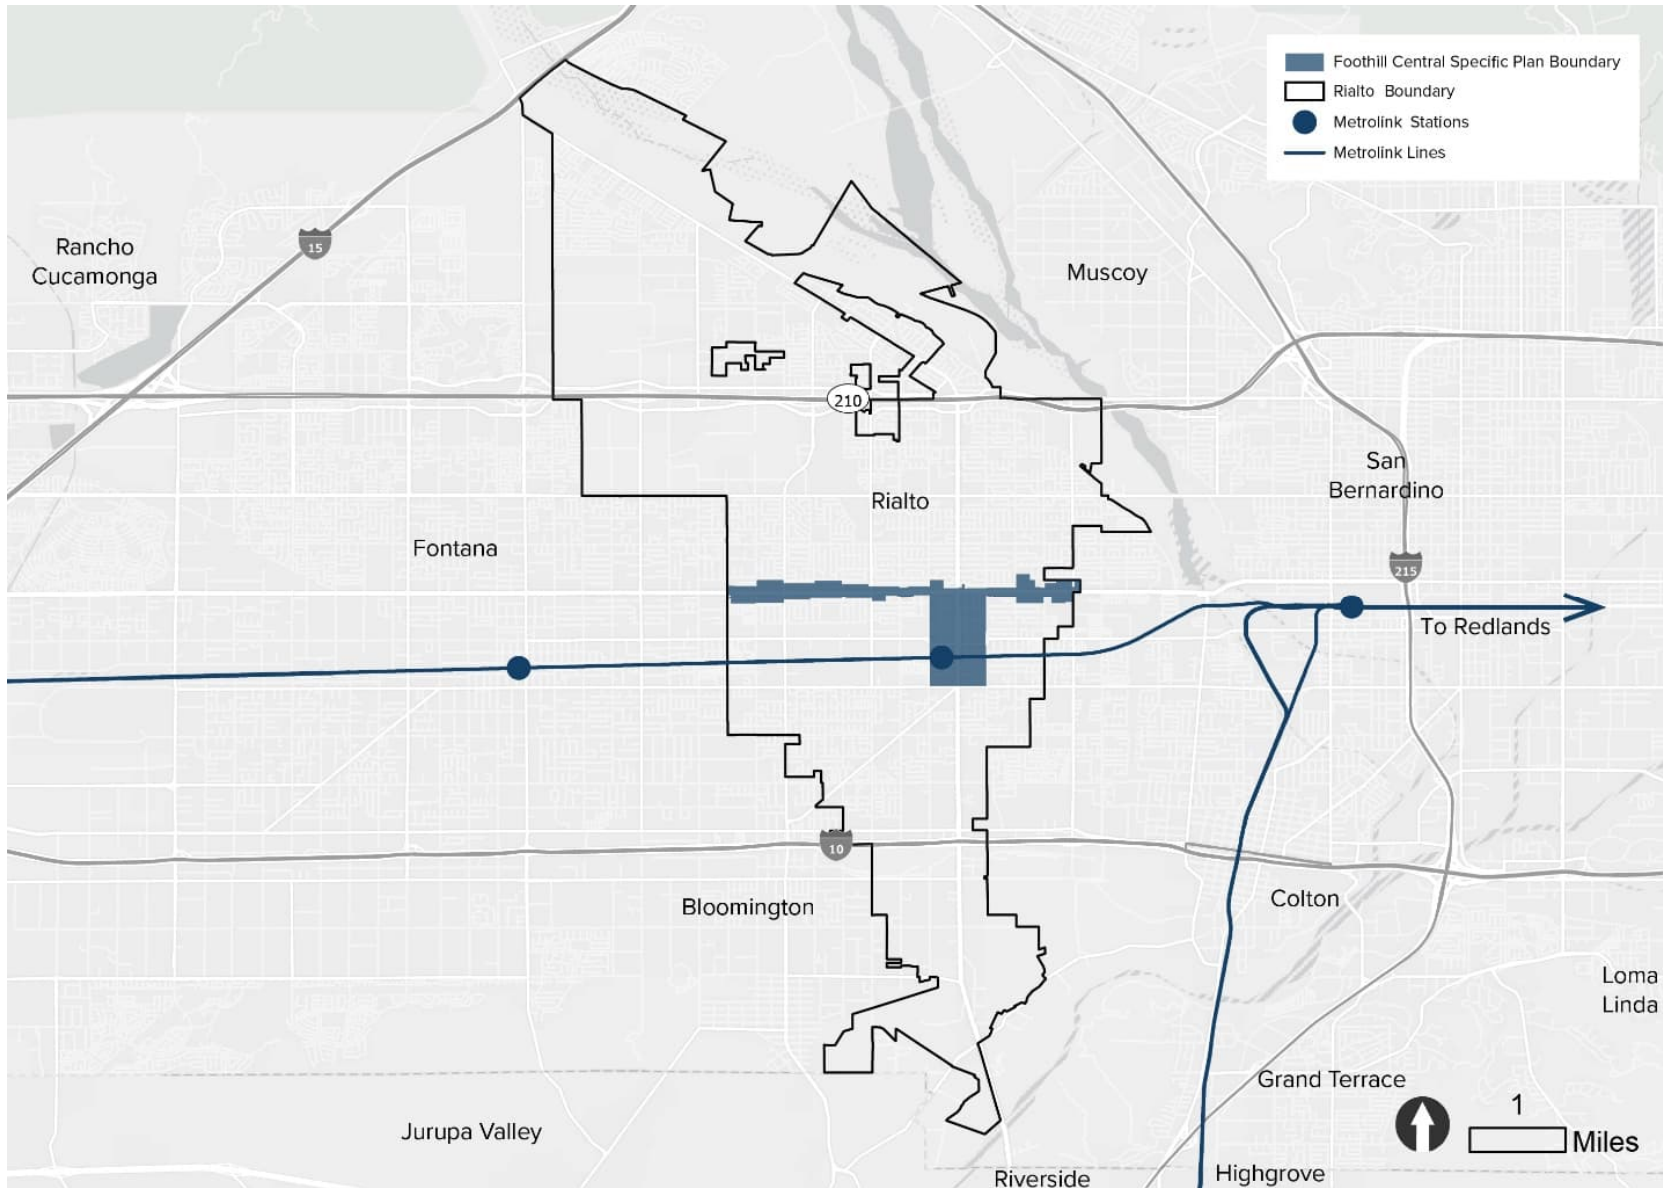 Foothill Central Specific Plan Boundary
Rialto Boundary
Metrolink Stations
Metrolink Lines
Rancho
Cucamonga
15
Muscoy
210
San
Bernardino
Rialto
Fontana
215
To Redlands
10
Bloomington
Colton
Loma
Linda
Grand Terrace
1
Miles
Jurupa Valley
Riverside
Highgrove